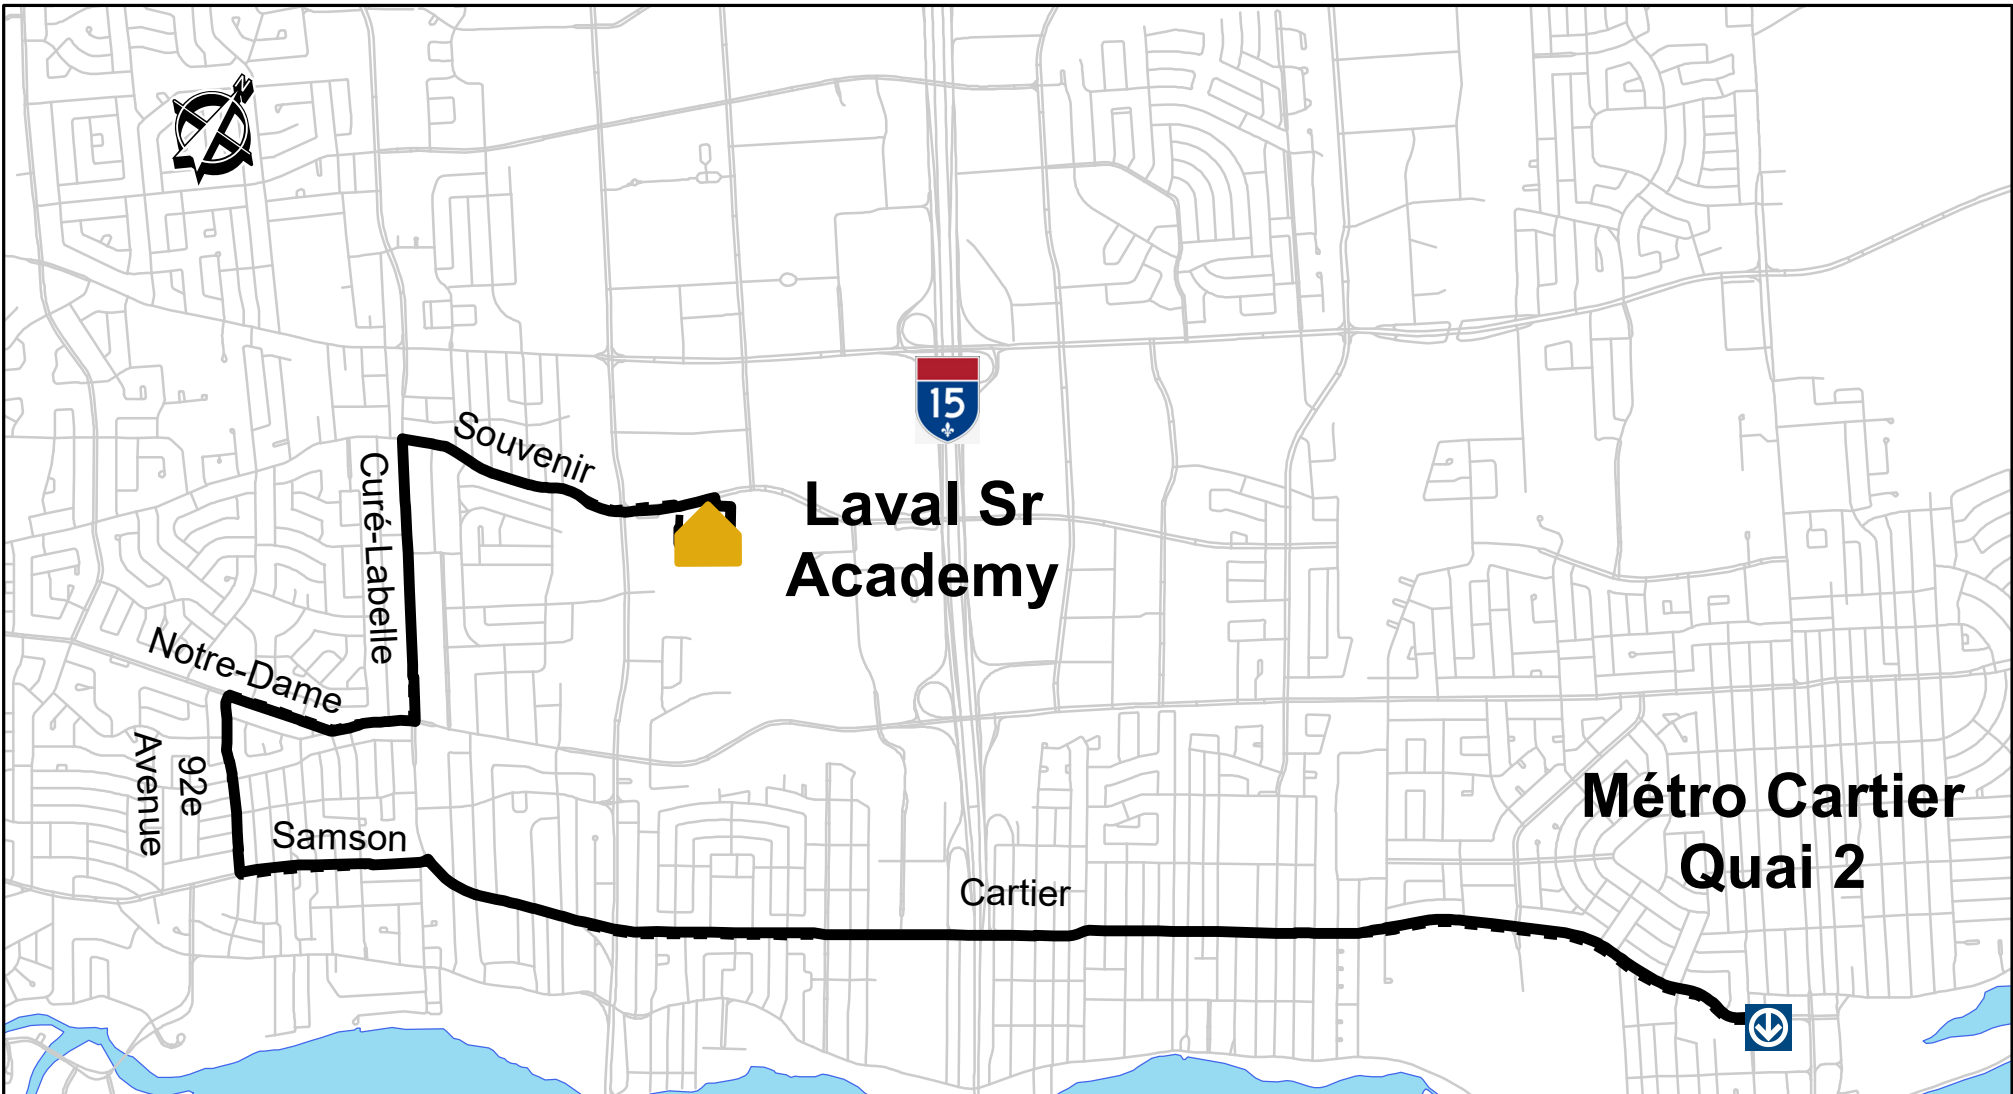 N
15
Souvenir
Curé-Labelle
Laval Sr
Academy
Notre-Dame
92e
Avenue
Samson
Cartier
Métro Cartier
Quai 2